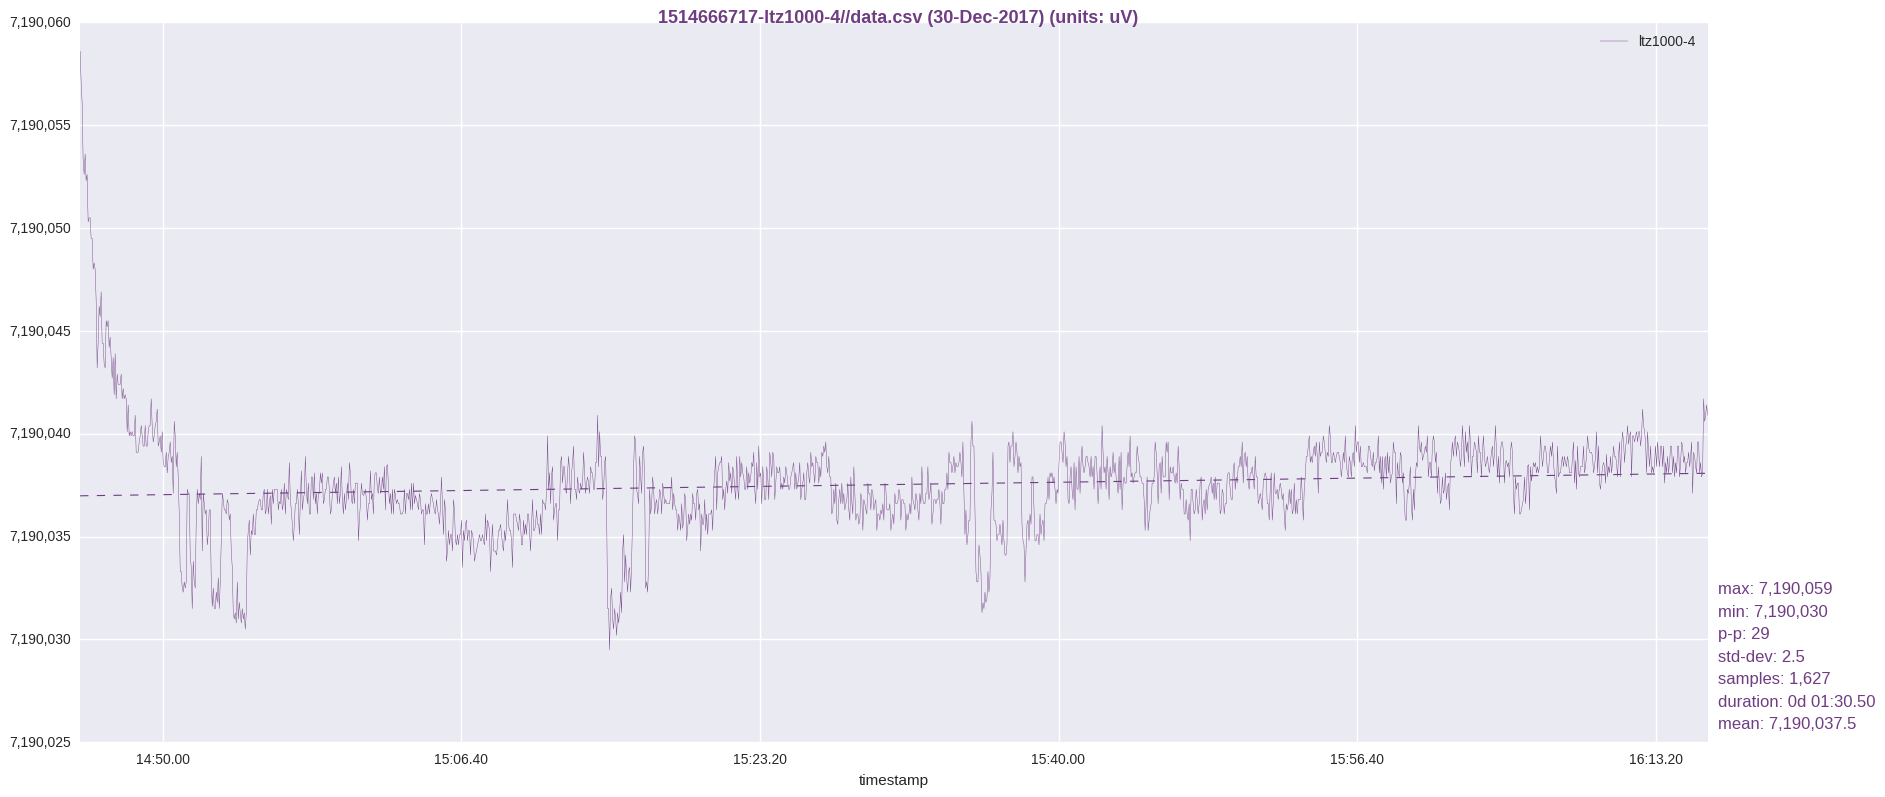 1514666717-ltz1000-4//data.csv (30-Dec-2017) (units: uV)
ltz1000-4
7,190,060
7,190,055
7,190,050
7,190,045
7,190,040
7,190,035
7,190,030
7,190,025
14:50.00
15:06.40
15:23.20
15:40.00
15:56.40
16:13.20
timestamp
max: 7,190,059
min: 7,190,030
p-p: 29
std-dev: 2.5
samples: 1,627
duration: 0d 01:30.50
mean: 7,190,037.5